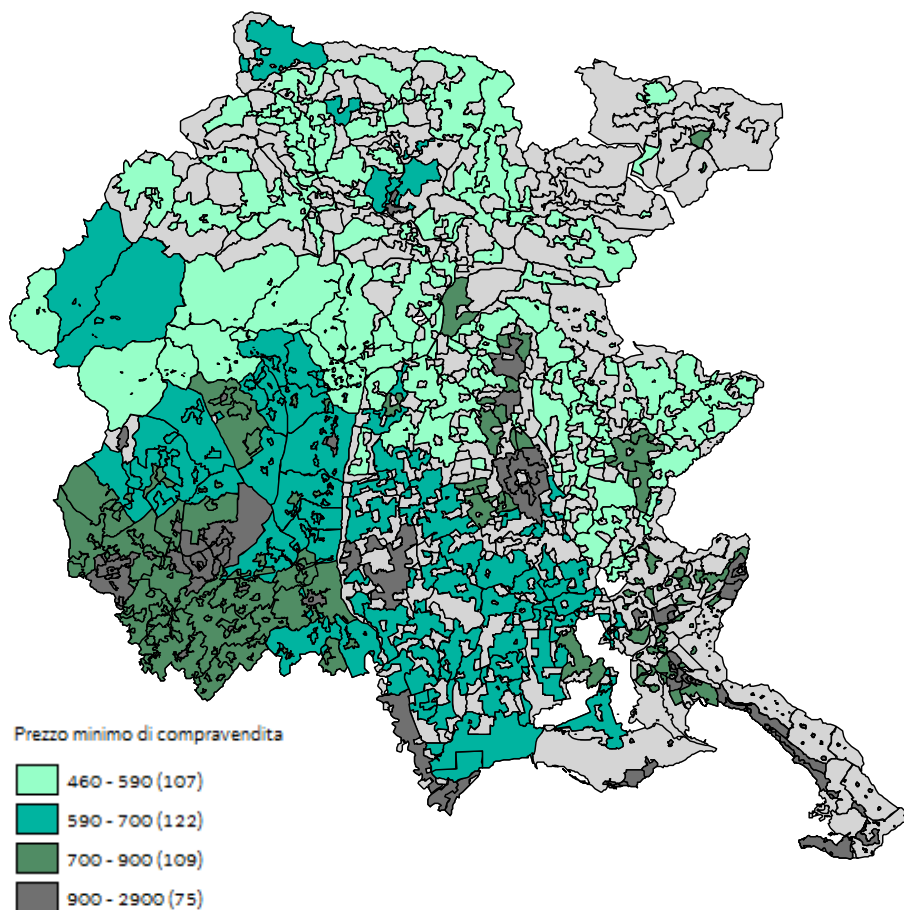 Prezzo minimo di compravendita
460 - 590 (107)
590 - 700 (122)
700 - 900 (109)
900 - 2900 (75)